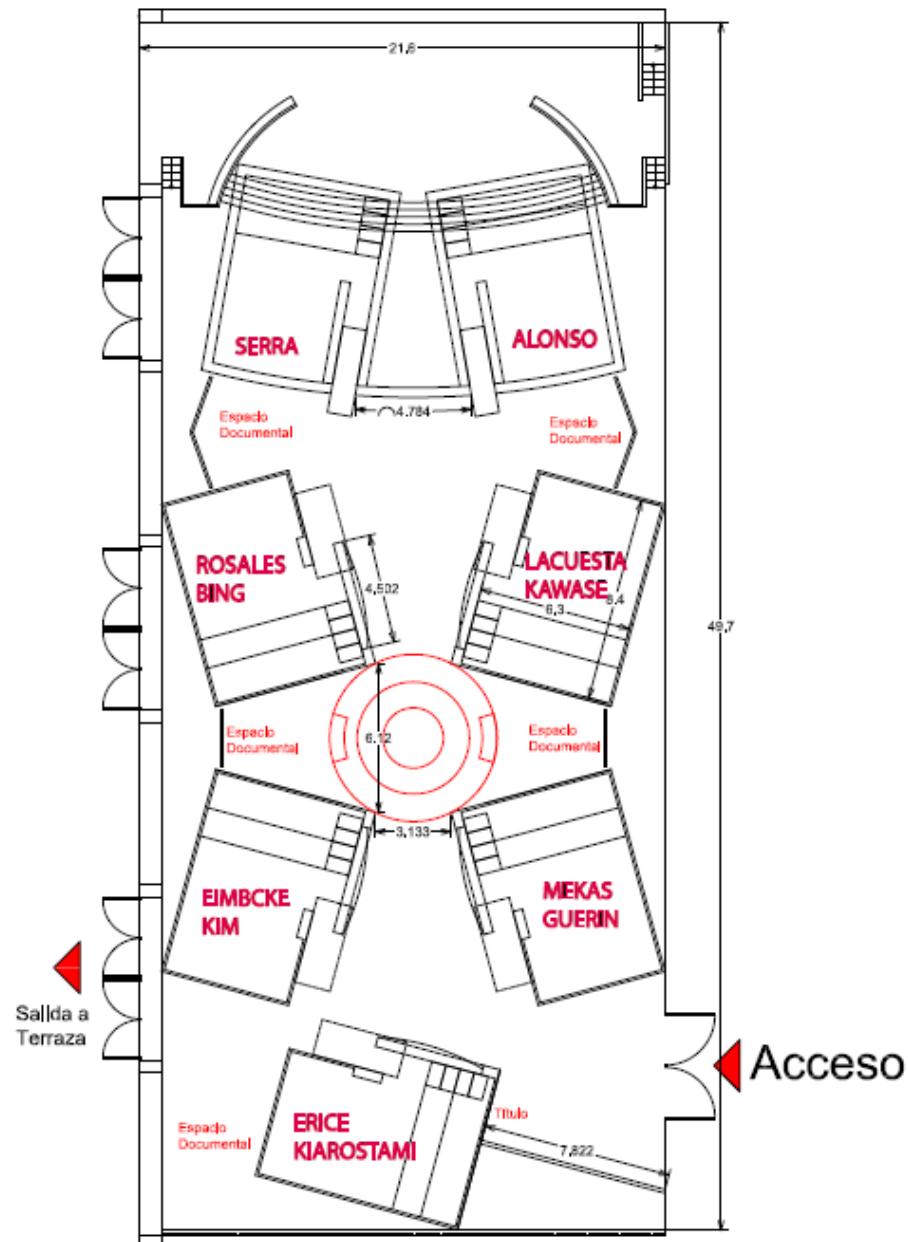 21,6
SERRA
ALONSO
4.784
Espacio
Documental
Espacio
Documental
ROSALES
BING
4,502
LACUESTA
KAWASE
6,3
8.4
49,7
Espacio
Documental
6.12
Espacio
Documental
3,133
EIMBCKE
KIM
MEKAS
GUERIN
Salida a
Terraza
Acceso
ERICE
KIAROSTAMI
Título
Espacio
Documental
7,822